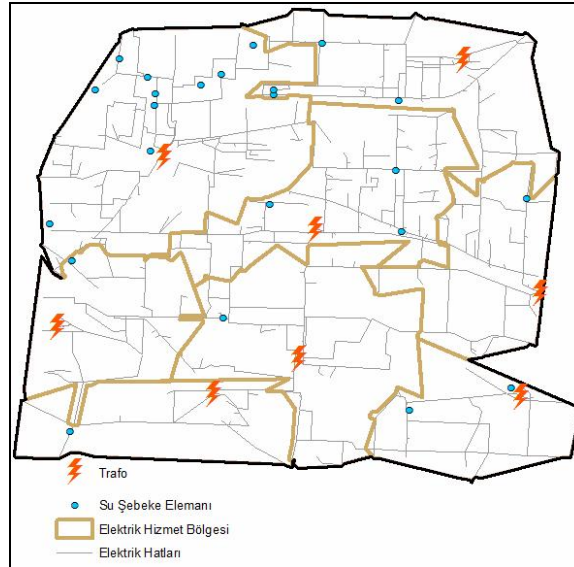 Trafo
Su Şebeke Elemanı
Elektrik Hizmet Bölgesi
Elektrik Hatları